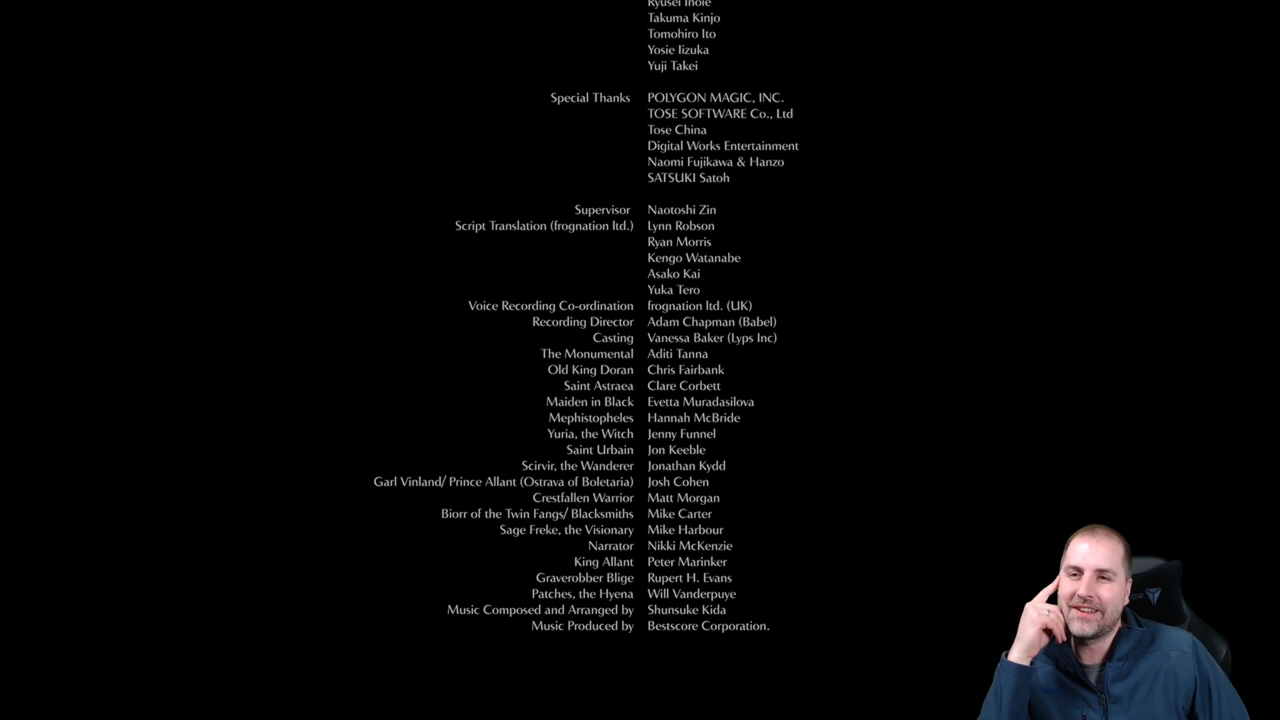 Ryusei Inoie
Takuma Kinjo
Tomohiro Ito
Yosie Iizuka
Yuji Takei
Special Thanks POLYGON MAGIC, INC.
TOSE SOFTWARE Co., Ltd
Tose China
Digital Works Entertainment
Naomi Fujikawa & Hanzo
SATSUKI Satoh
Supervisor Naotoshi Zin
Script Translation (frognation ltd.) Lynn Robson
Ryan Morris
Kengo Watanabe
Asako Kai
Yuka Tero
Voice Recording Co-ordination frognation ltd. (UK)
Recording Director Adam Chapman (Babel)
Casting Vanessa Baker (Lyps Inc)
The Monumental Aditi Tanna
Old King Doran Chris Fairbank
Saint Astraea Clare Corbett
Maiden in Black Evetta Muradasilova
Mephistopheles Hannah McBride
Yuria, the Witch Jenny Funnel
Saint Urbain Jon Keeble
Scirvir, the Wanderer Jonathan Kydd
Garl Vinland/ Prince Allant (Ostrava of Boletaria) Josh Cohen
Crestfallen Warrior Matt Morgan
Biorr of the Twin Fangs/ Blacksmiths Mike Carter
Sage Freke, the Visionary Mike Harbour
Narrator Nikki McKenzie
King Allant Peter Marinker
Graverobber Blige Rupert H. Evans
Patches, the Hyena Will Vanderpuye
Music Composed and Arranged by Shunsuke Kida
Music Produced by Bestscore Corporation.